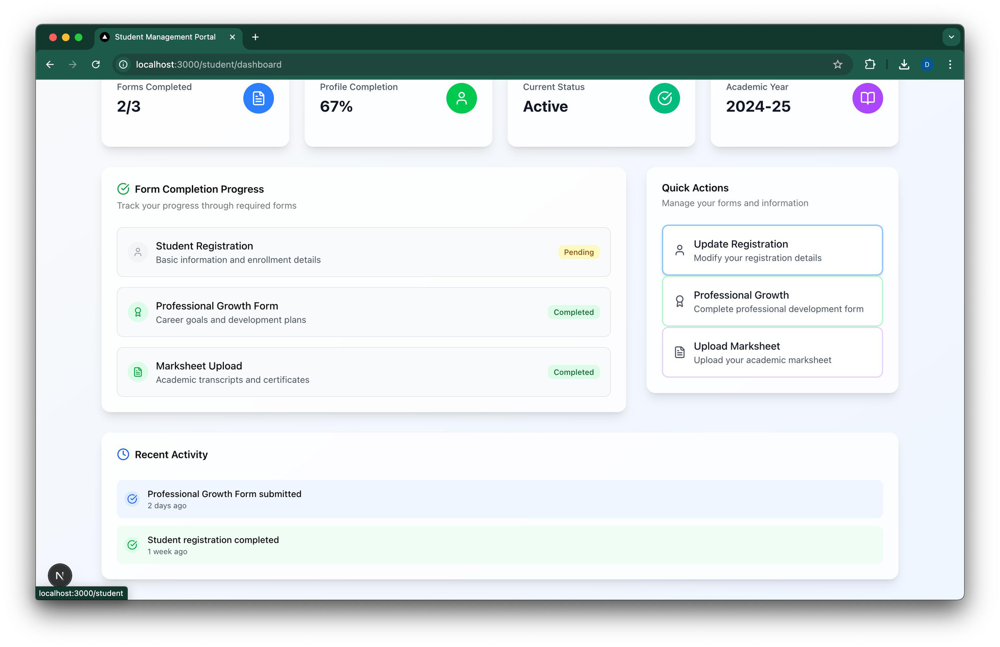 Student Management Portal
localhost:3000/student/dashboard
D
Forms Completed
2/3
Profile Completion
67%
Current Status
Active
Academic Year
2024-25
Form Completion Progress
Track your progress through required forms
Student Registration
Basic information and enrollment details
Pending
Professional Growth Form
Career goals and development plans
Completed
Marksheet Upload
Academic transcripts and certificates
Completed
Quick Actions
Manage your forms and information
Update Registration
Modify your registration details
Professional Growth
Complete professional development form
Upload Marksheet
Upload your academic marksheet
Recent Activity
Professional Growth Form submitted
2 days ago
Student registration completed
1 week ago
N
localhost:3000/student